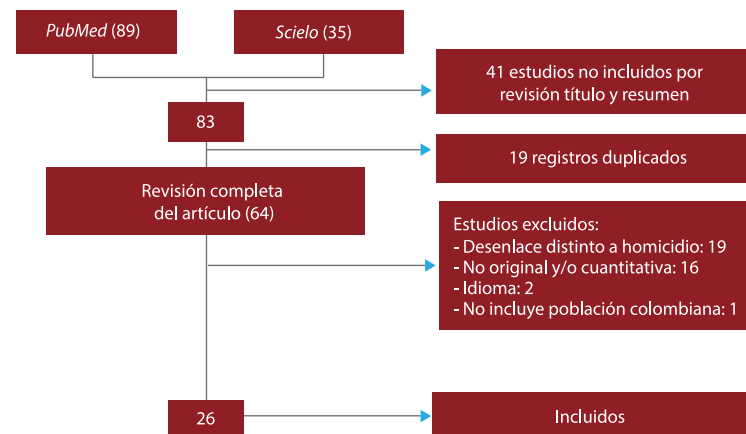 PubMed (89)
Scielo (35)
41 estudios no incluidos por
revisión título y resumen
83
19 registros duplicados
Revisión completa
del artículo (64)
Estudios excluidos:
- Desenlace distinto a homicidio: 19
- No original y/o cuantitativa: 16
- Idioma: 2
- No incluye población colombiana: 1
26
Incluidos